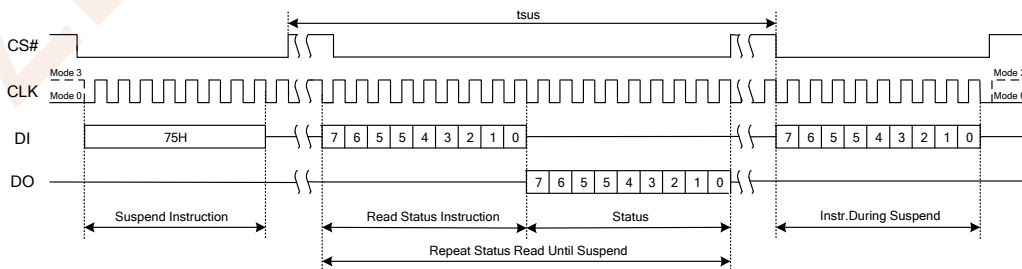 tsus
CS#
Mode 3
CLK
Mode 0
Mode 3
Mode 0
DI 75H 7 6 5 5 4 3 2 1 0 7 6 5 5 4 3 2 1 0
DO 7 6 5 5 4 3 2 1 0
Suspend Instruction Read Status Instruction Status Instr.During Suspend
Repeat Status Read Until Suspend